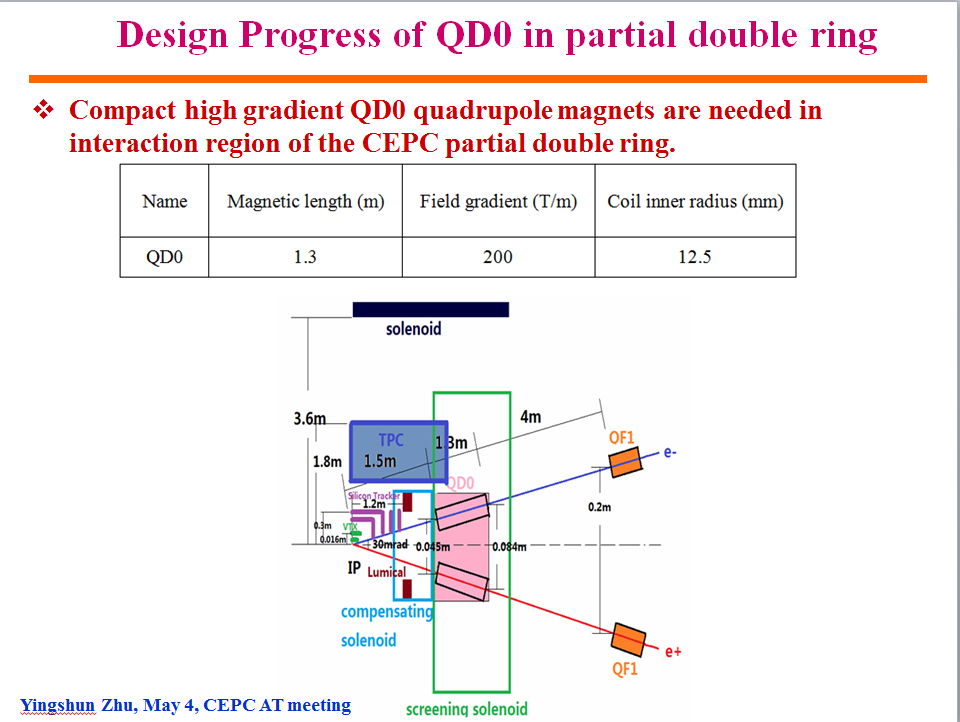 Design Progress of QD0 in partial double ring
❖ Compact high gradient QD0 quadrupole magnets are needed in
interaction region of the CEPC partial double ring.
Name Magnetic length (m) Field gradient (T/m) Coil inner radius (mm)
QD0 1.3 200 12.5
solenoid
3.6m
4m
TPC
1.3m
OF1
e-
1.8m
1.5m
QD0
Silicon Tracker
1.2m
0.2m
0.3m
VTX
0.016m
30mrad
0.045m
0.084m
IP
Lumical
compensating
solenoid
e+
QF1
Yingshun Zhu, May 4, CEPC AT meeting
screening solenoid